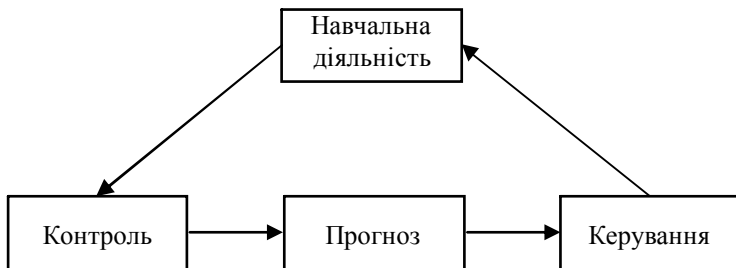 Навчальна
діяльність
Контроль
Прогноз
Керування